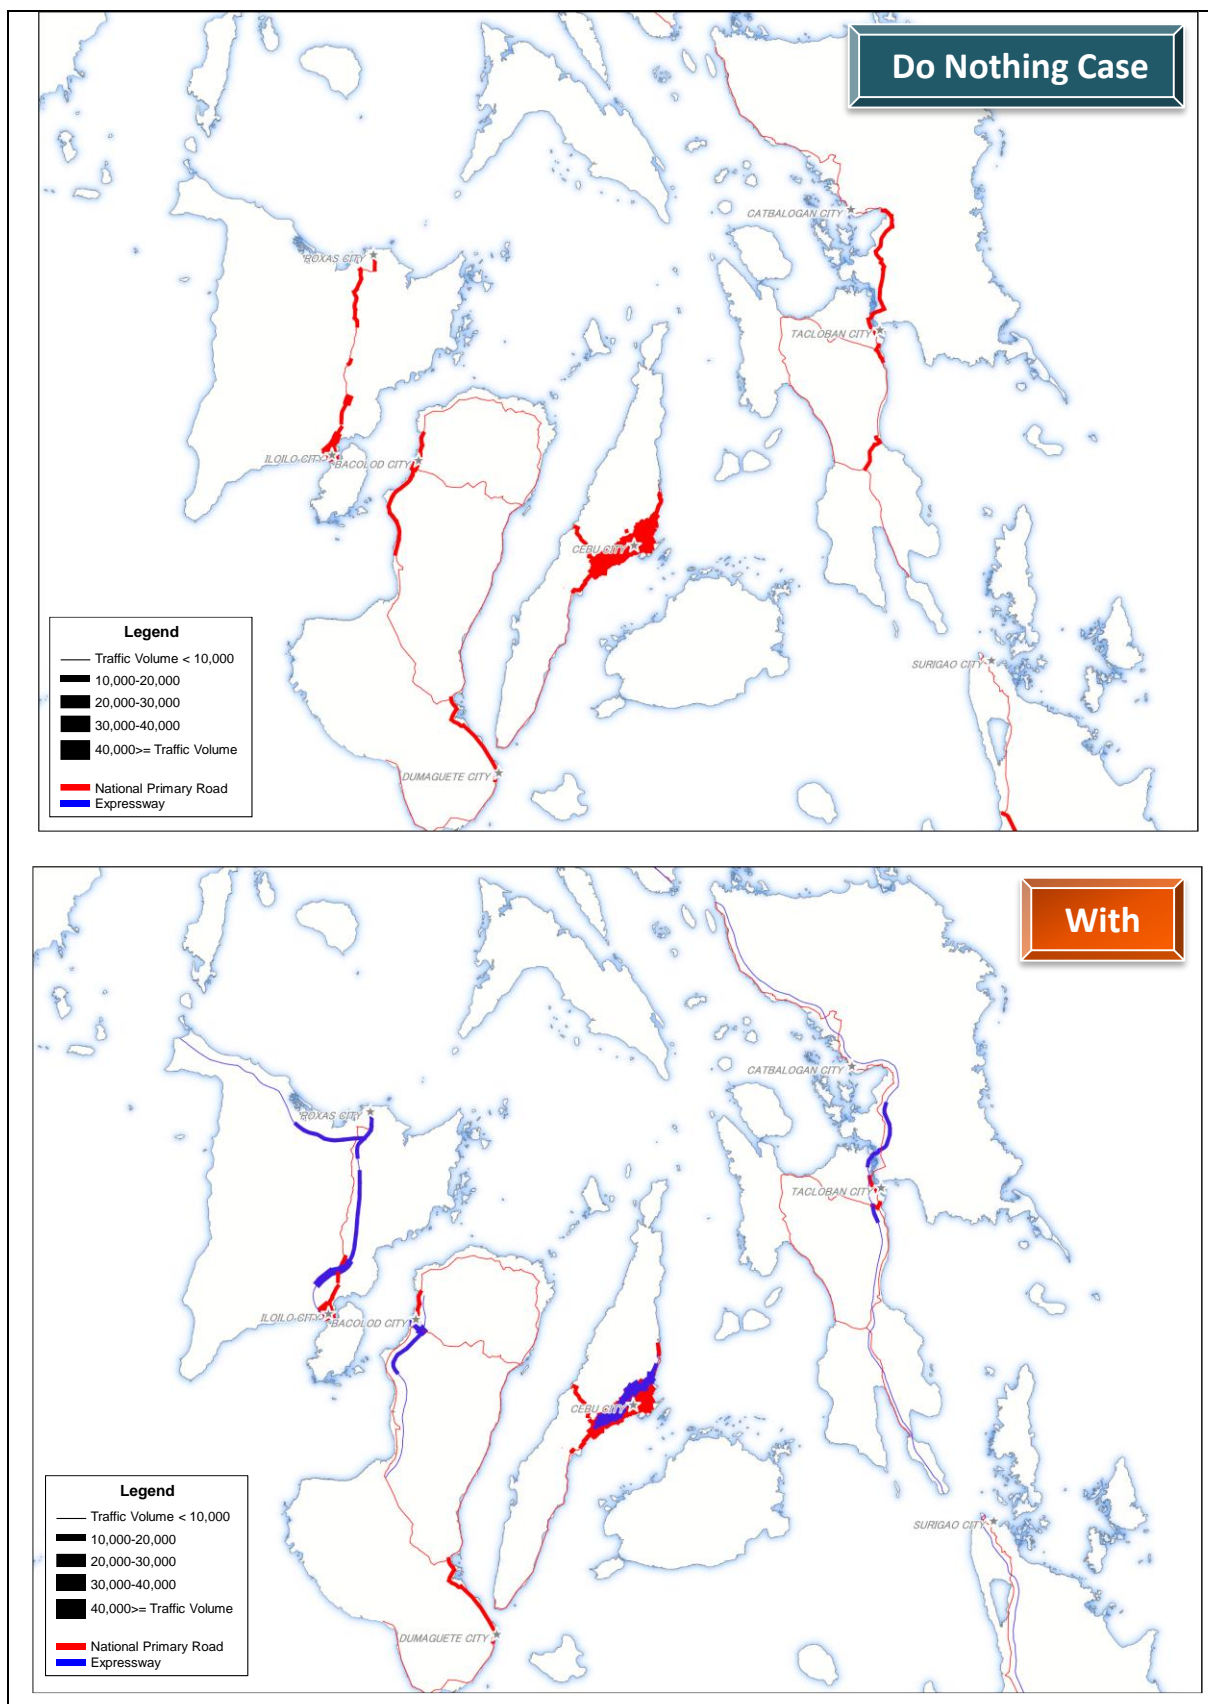 Do Nothing Case
CATBALOGAN CITY
ROXAS CITY
TACLOBAN CITY
ILOILO CITY
BACOLOD CITY
CEBU CITY
SURIGAO CITY
DUMAGUETE CITY
Legend
Traffic Volume < 10,000
10,000-20,000
20,000-30,000
30,000-40,000
40,000>= Traffic Volume
National Primary Road
Expressway
With
CATBALOGAN CITY
ROXAS CITY
TACLOBAN CITY
ILOILO CITY
BACOLOD CITY
CEBU CITY
SURIGAO CITY
DUMAGUETE CITY
Legend
Traffic Volume < 10,000
10,000-20,000
20,000-30,000
30,000-40,000
40,000>= Traffic Volume
National Primary Road
Expressway